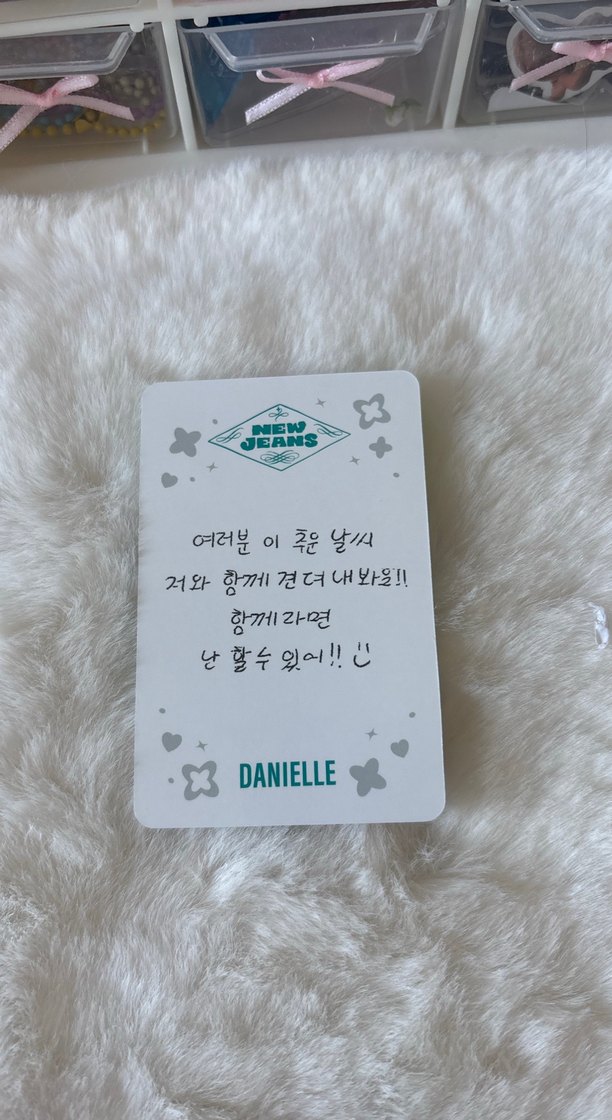 NEW
JEANS
여러분 이 추운 날씨
저와 함께 견뎌내봐요!!
함께라면
난 할 수 있어!!
DANIELLE